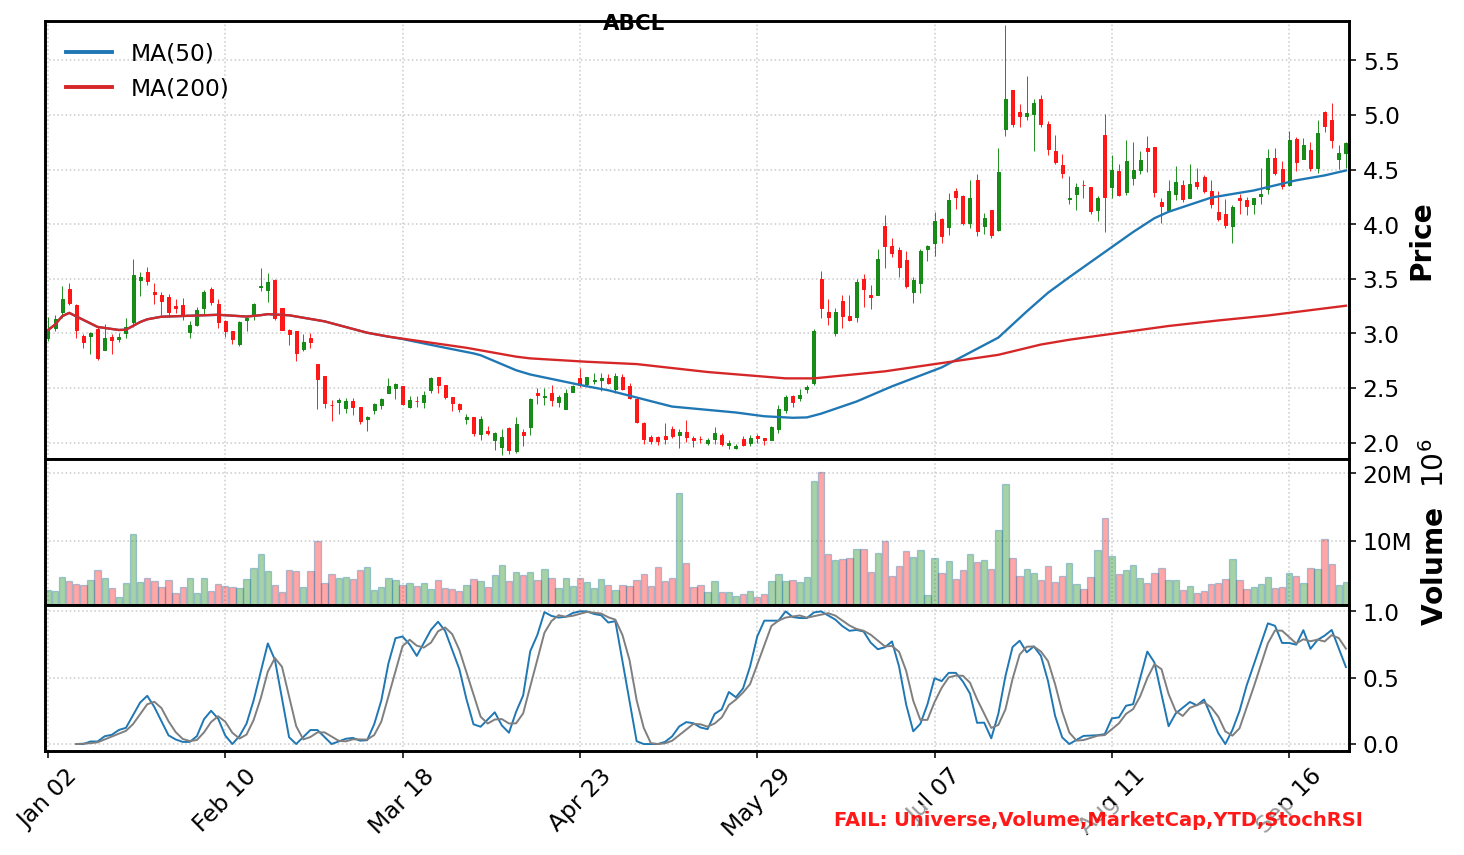 ABCL
MA(50)
MA(200)
5.5
5.0
4.5
4.0
3.5
3.0
2.5
2.0
Price
20M
10M
Volume 10^6
1.0
0.5
0.0
Jan 02
Feb 10
Mar 18
Apr 23
May 29
Jul 07
Aug 11
Sep 16
FAIL: Universe,Volume,MarketCap,YTD,StochRSI